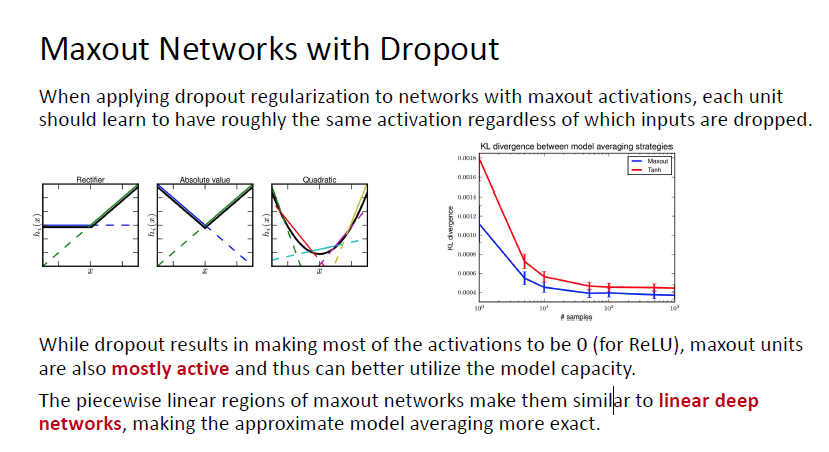 Maxout Networks with Dropout
When applying dropout regularization to networks with maxout activations, each unit
should learn to have roughly the same activation regardless of which inputs are dropped.
Rectifier
Absolute value
Quadratic
h_i(x)
x
h_i(x)
x
h_i(x)
x
KL divergence between model averaging strategies
Maxout
Tanh
KL divergence
0.0018
0.0016
0.0014
0.0012
0.0010
0.0008
0.0006
0.0004
10^0
10^1
10^2
10^3
# samples
While dropout results in making most of the activations to be 0 (for ReLU), maxout units
are also mostly active and thus can better utilize the model capacity.
The piecewise linear regions of maxout networks make them similar to linear deep
networks, making the approximate model averaging more exact.